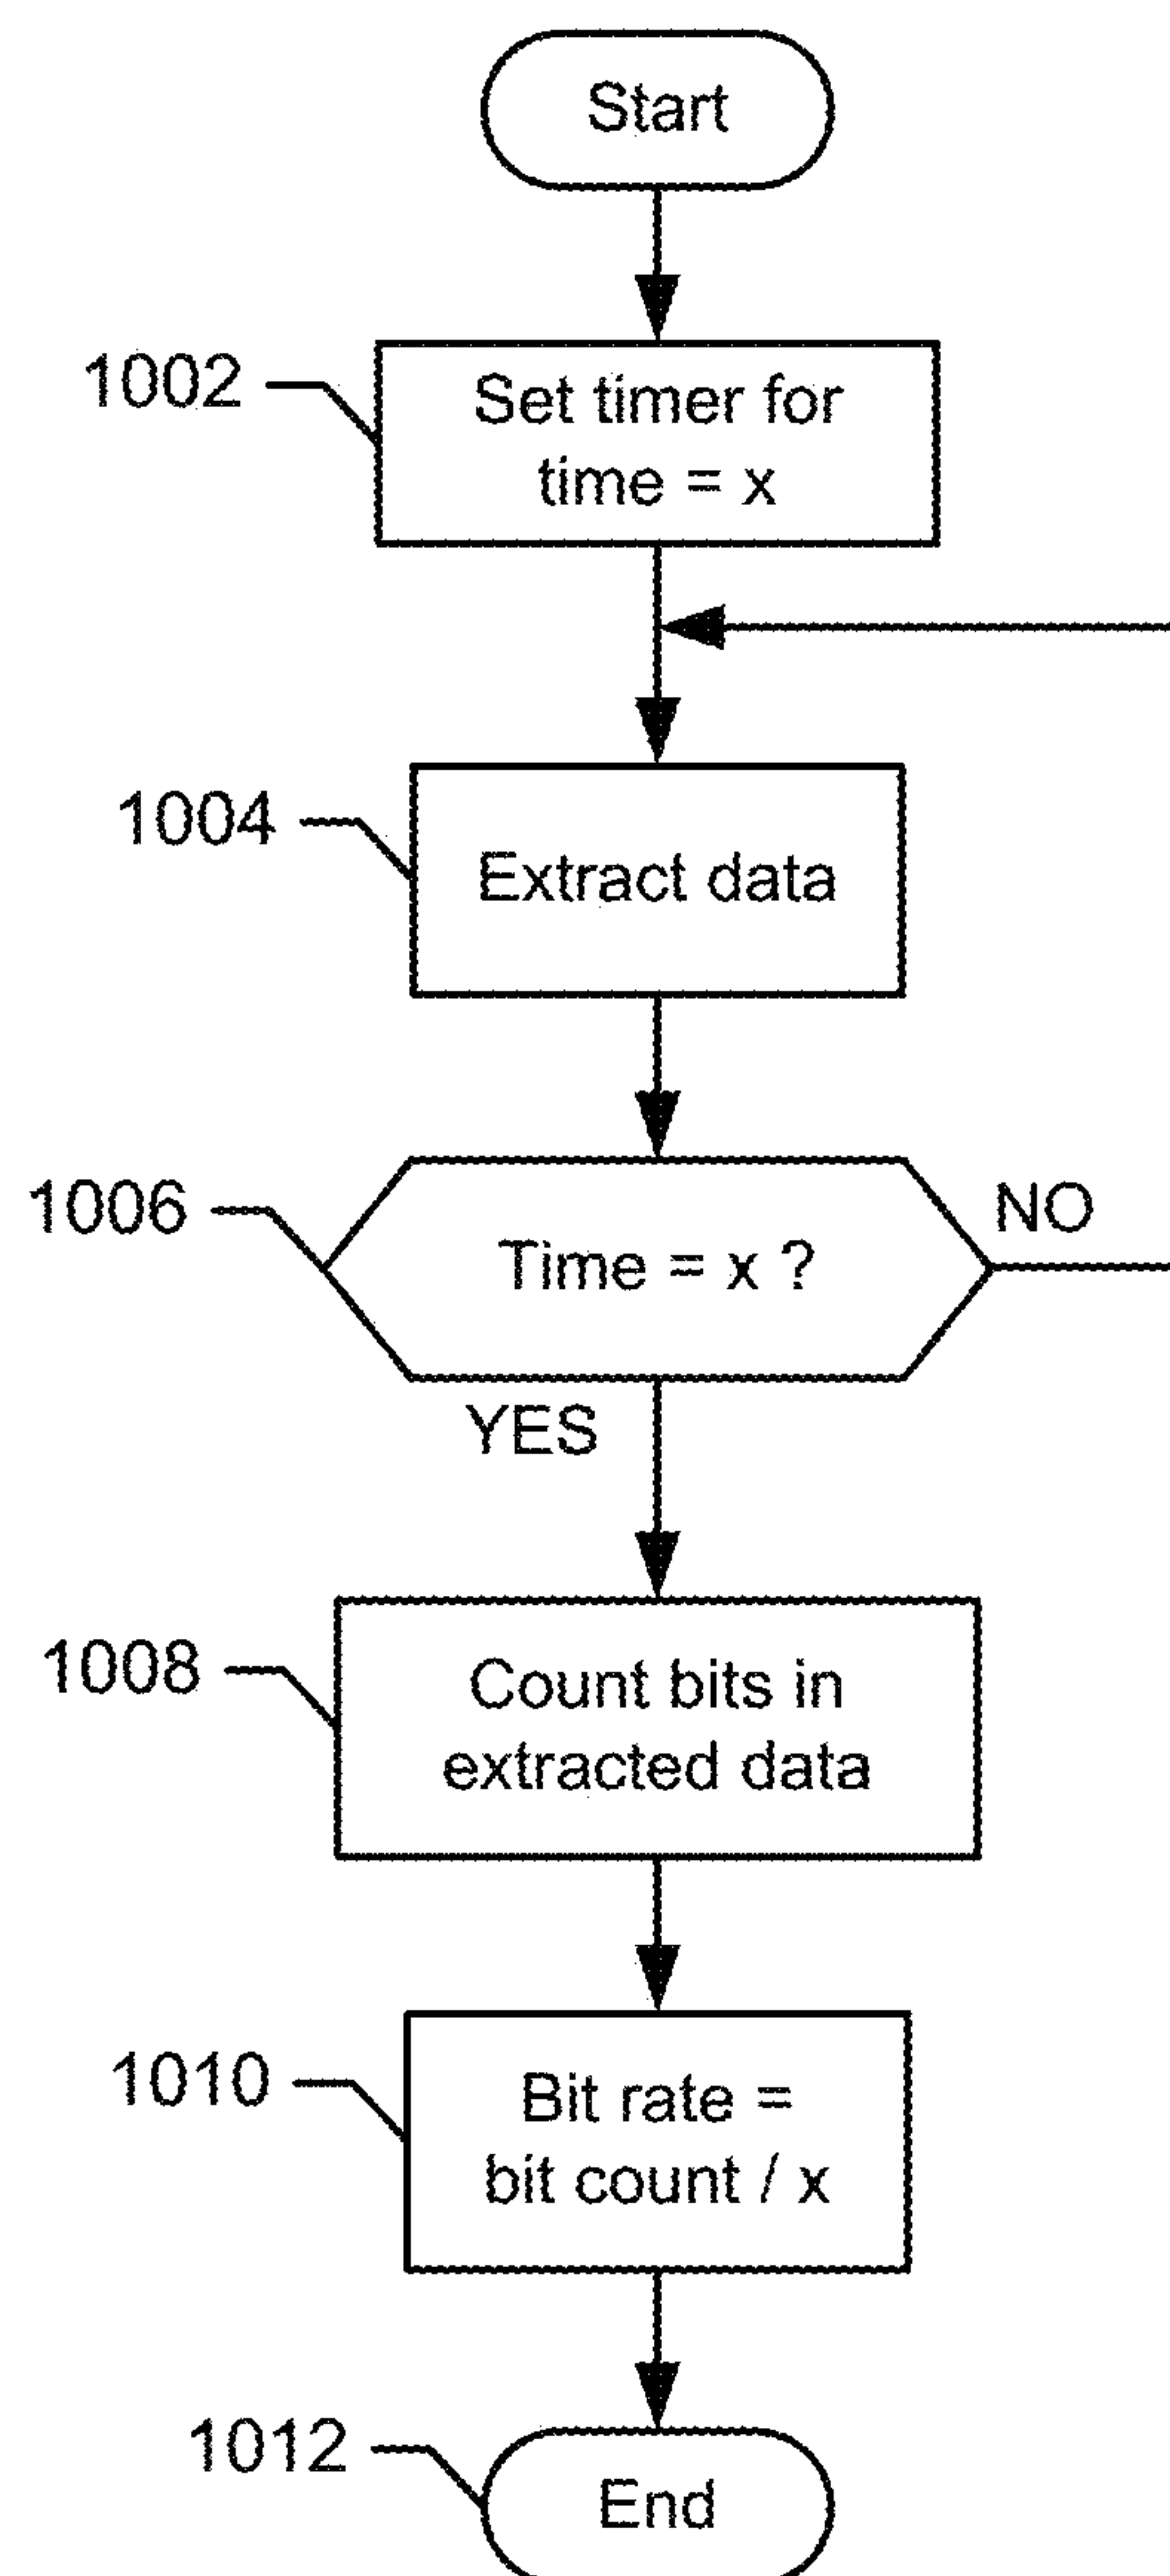 Start
1002
Set timer for
time = x
1004
Extract data
1006
Time = x ?
NO
YES
1008
Count bits in
extracted data
1010
Bit rate =
bit count / x
1012
End